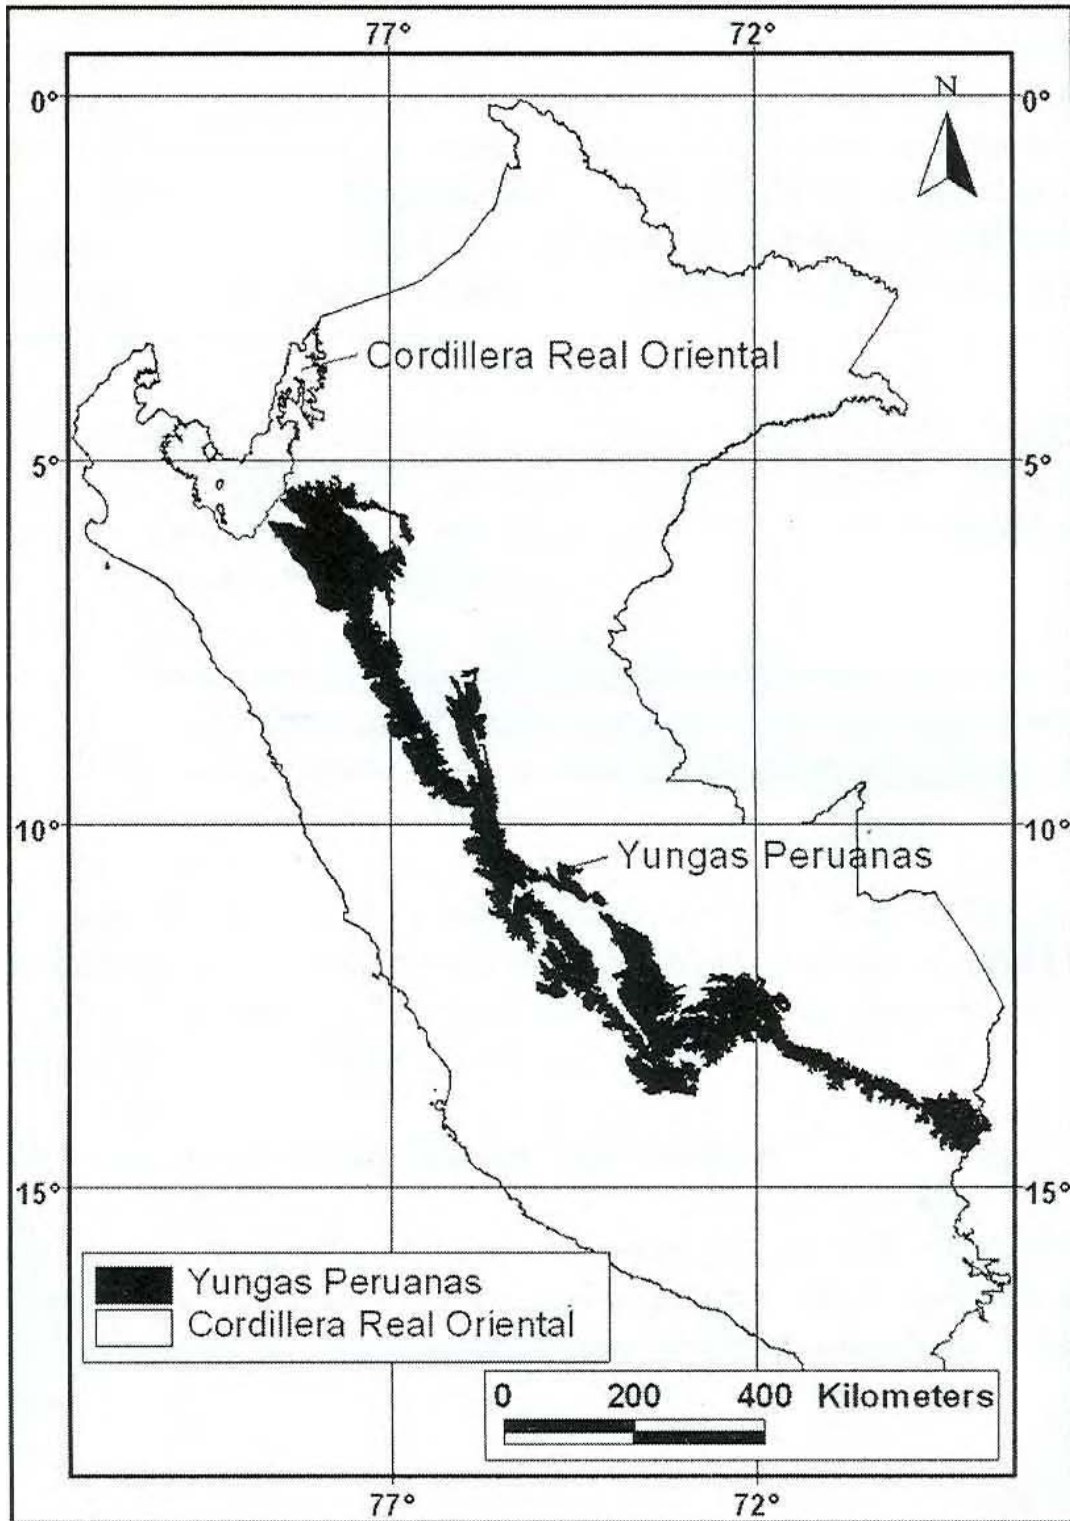 77° 72°
N
0° 0°
Cordillera Real Oriental
5° 5°
10° 10°
Yungas Peruanas
15° 15°
Yungas Peruanas
Cordillera Real Oriental
0 200 400 Kilometers
77° 72°